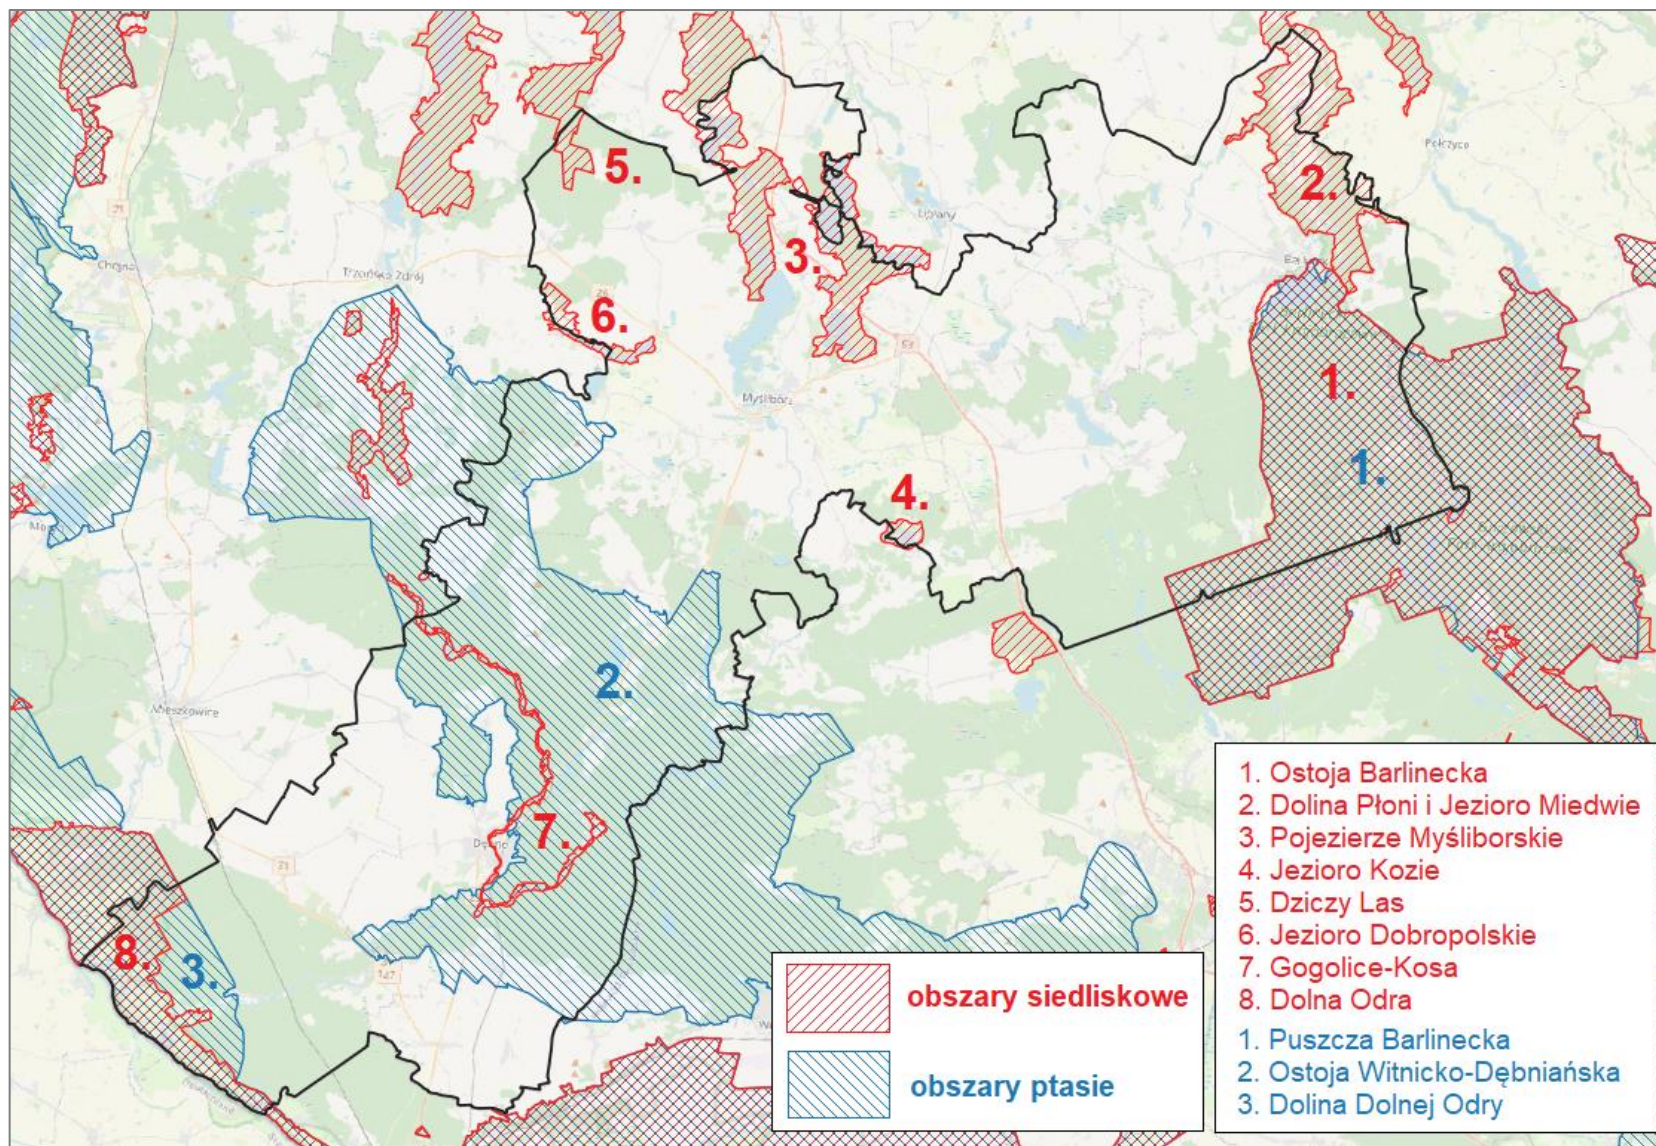 5.
2.
Lipiany
Chojna
3.
Trzcińsko Zdrój
6.
26
S3
1.
Myślibórz
1.
4.
2.
Mieszkowice
7.
31
8.
3.
obszary siedliskowe
obszary ptasie
1. Ostoja Barlinecka
2. Dolina Płoni i Jezioro Miedwie
3. Pojezierze Myśliborskie
4. Jezioro Kozie
5. Dziczy Las
6. Jezioro Dobropolskie
7. Gogolice-Kosa
8. Dolna Odra
1. Puszcza Barlinecka
2. Ostoja Witnicko-Dębniańska
3. Dolina Dolnej Odry